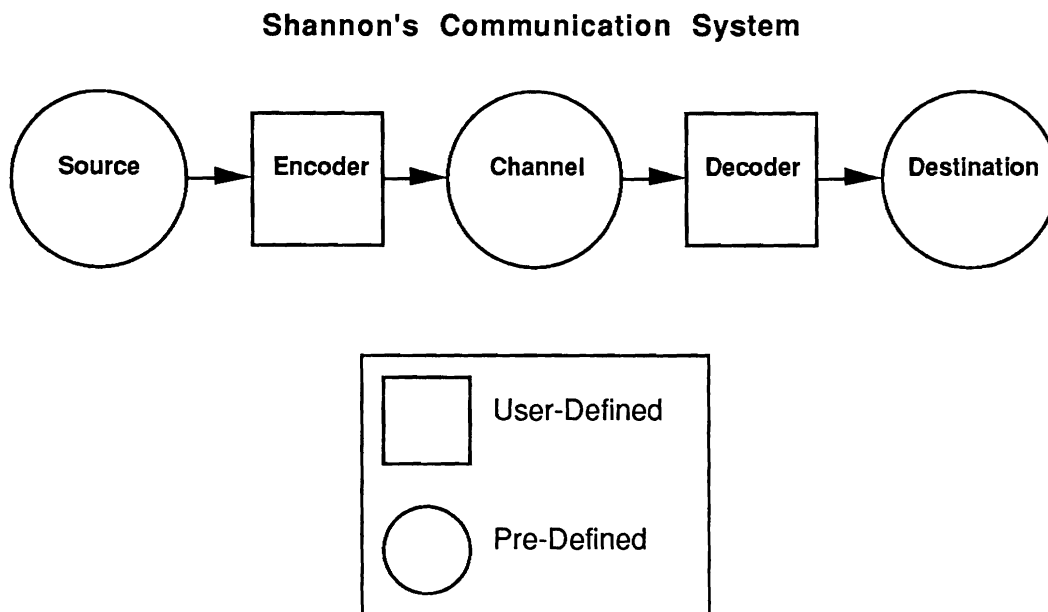 Shannon's Communication System
Source
Encoder
Channel
Decoder
Destination
User-Defined
Pre-Defined